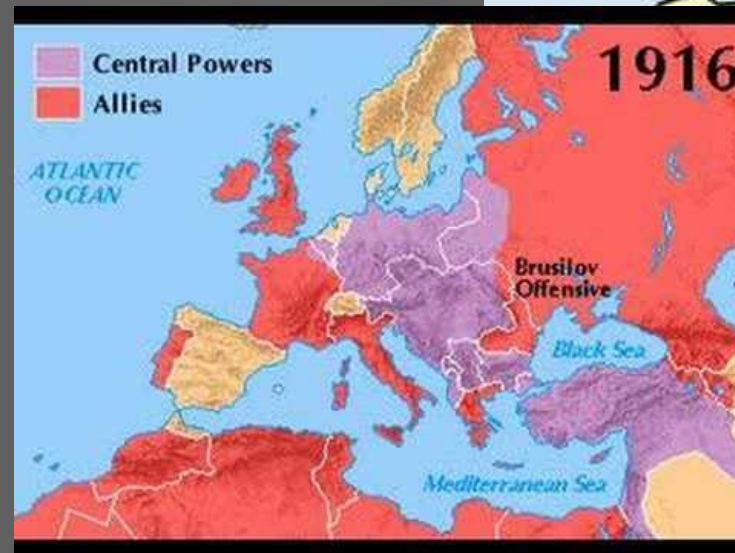 Central Powers
Allies
1916
ATLANTIC
OCEAN
Brusilov
Offensive
Black Sea
Mediterranean Sea